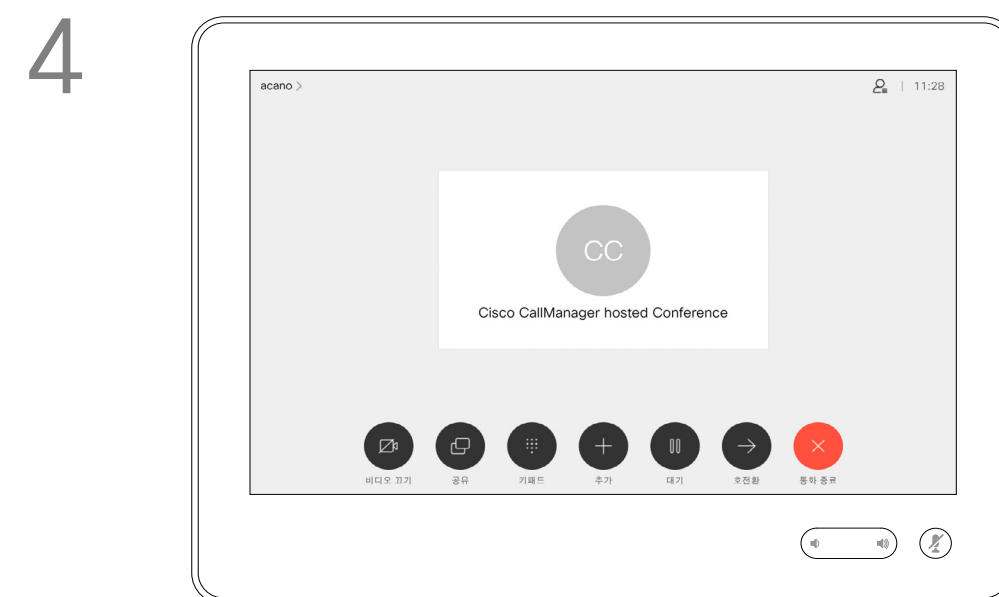 4
acano >
11:28
CC
Cisco CallManager hosted Conference
비디오 끄기 공유 키패드 추가 대기 호전환 통화 종료